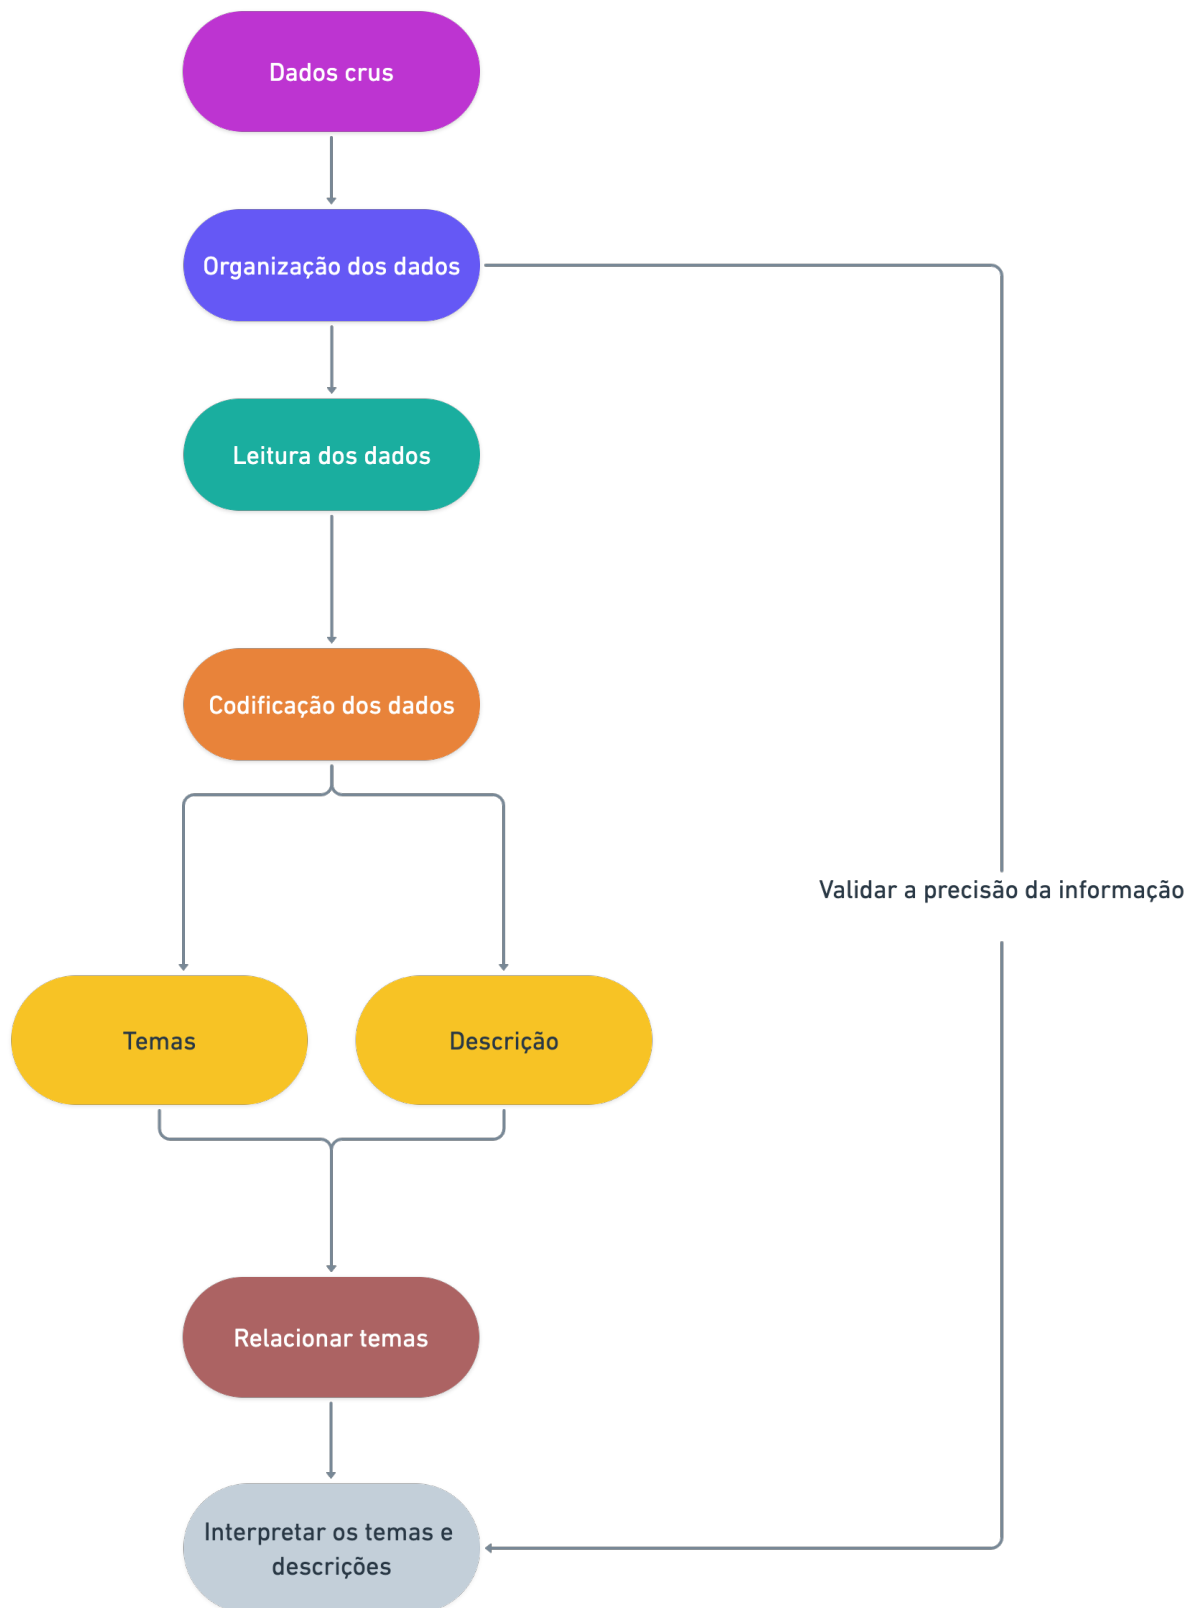 Dados crus
Organização dos dados
Leitura dos dados
Codificação dos dados
Validar a precisão da informação
Temas
Descrição
Relacionar temas
Interpretar os temas e
descrições